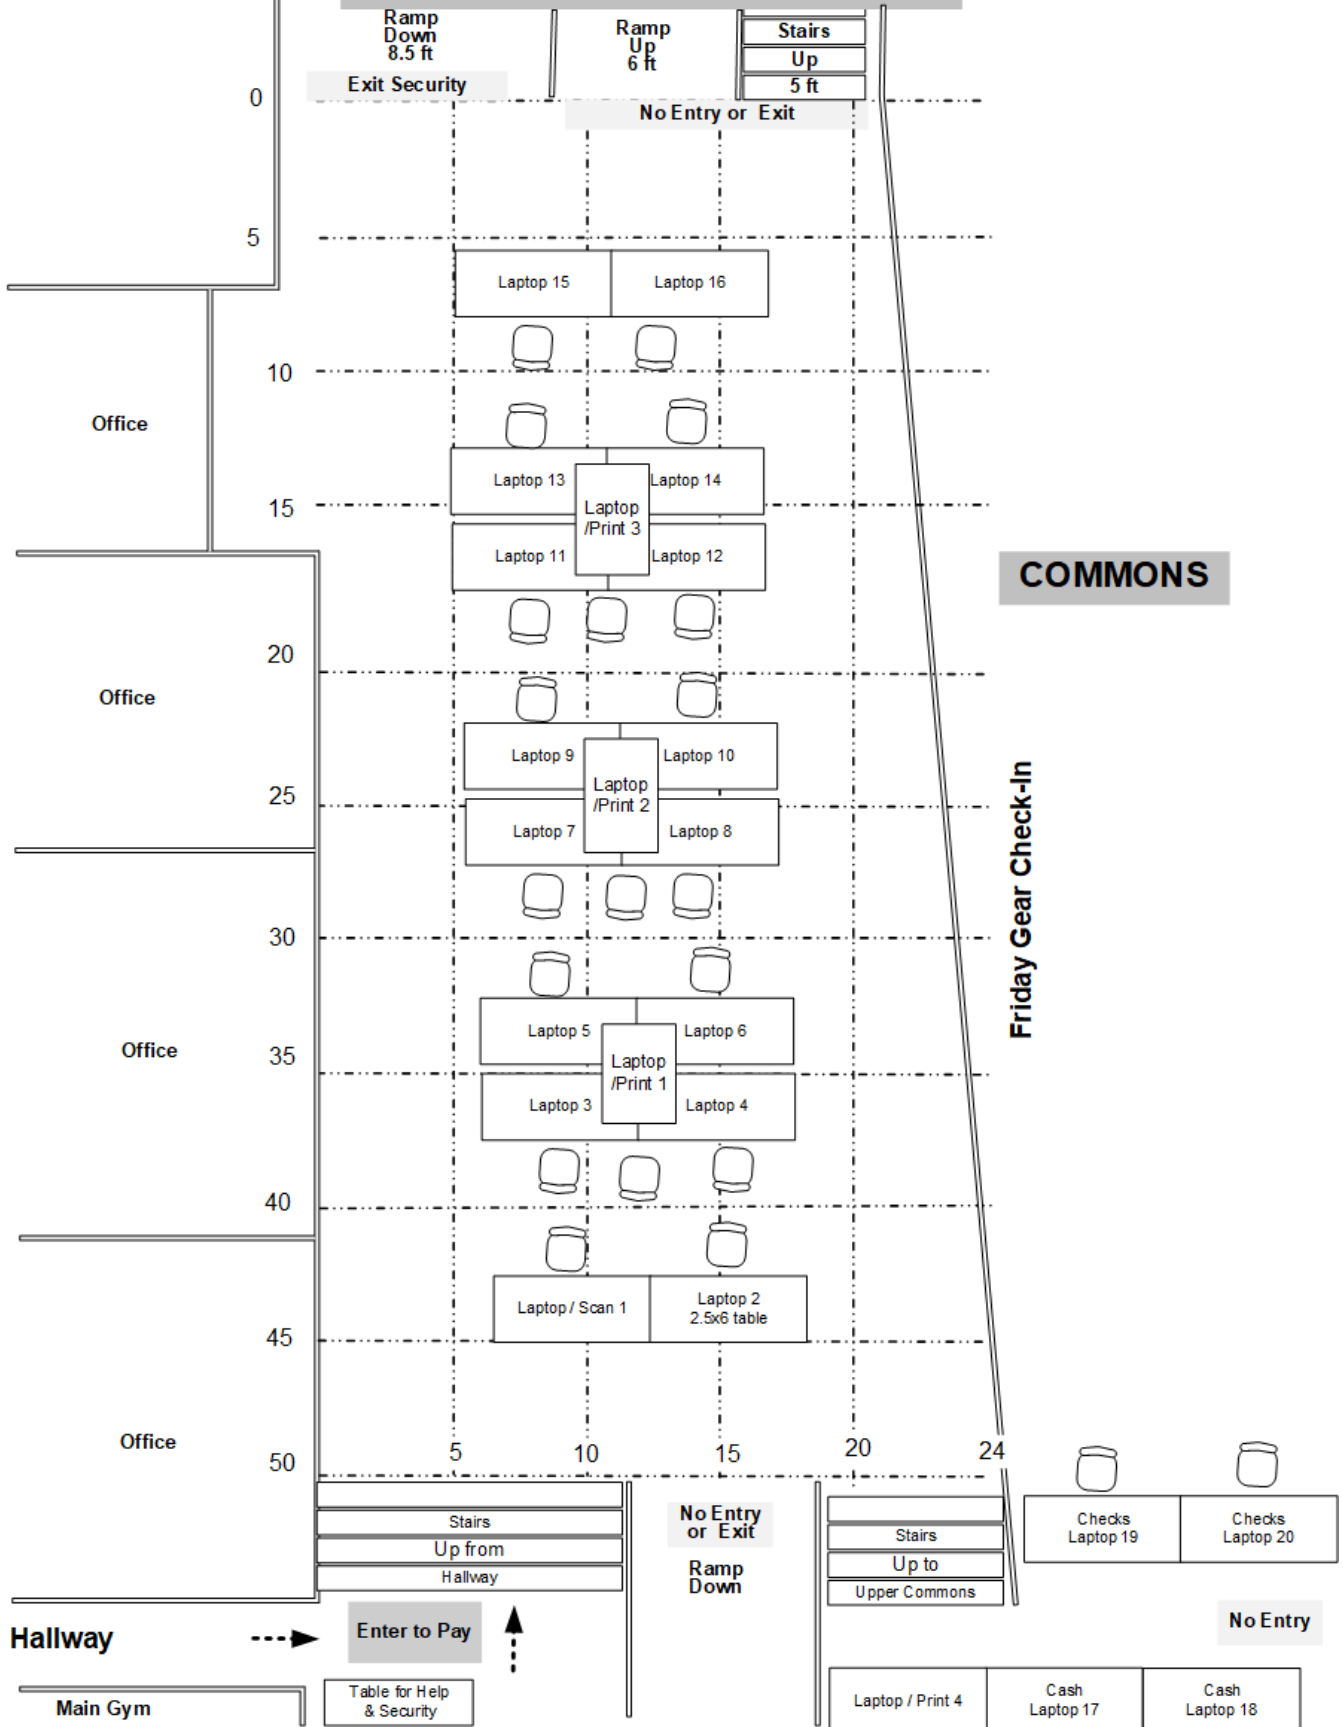 Ramp
Down
8.5 ft
Ramp
Up
6 ft
Stairs
Up
5 ft
Exit Security
0
No Entry or Exit
5
Laptop 15
Laptop 16
10
Office
Laptop 13
Laptop 14
15
Laptop
/Print 3
Laptop 11
Laptop 12
COMMONS
20
Office
Laptop 9
Laptop 10
25
Laptop
/Print 2
Laptop 7
Laptop 8
Friday Gear Check-In
30
Office
35
Laptop 5
Laptop 6
Laptop
/Print 1
Laptop 3
Laptop 4
40
Laptop / Scan 1
Laptop 2
2.5x6 table
45
Office
50
5
10
15
20
24
Stairs
Up from
Hallway
No Entry
or Exit
Ramp
Down
Stairs
Up to
Upper Commons
Checks
Laptop 19
Checks
Laptop 20
Hallway
Enter to Pay
No Entry
Main Gym
Table for Help
& Security
Laptop / Print 4
Cash
Laptop 17
Cash
Laptop 18